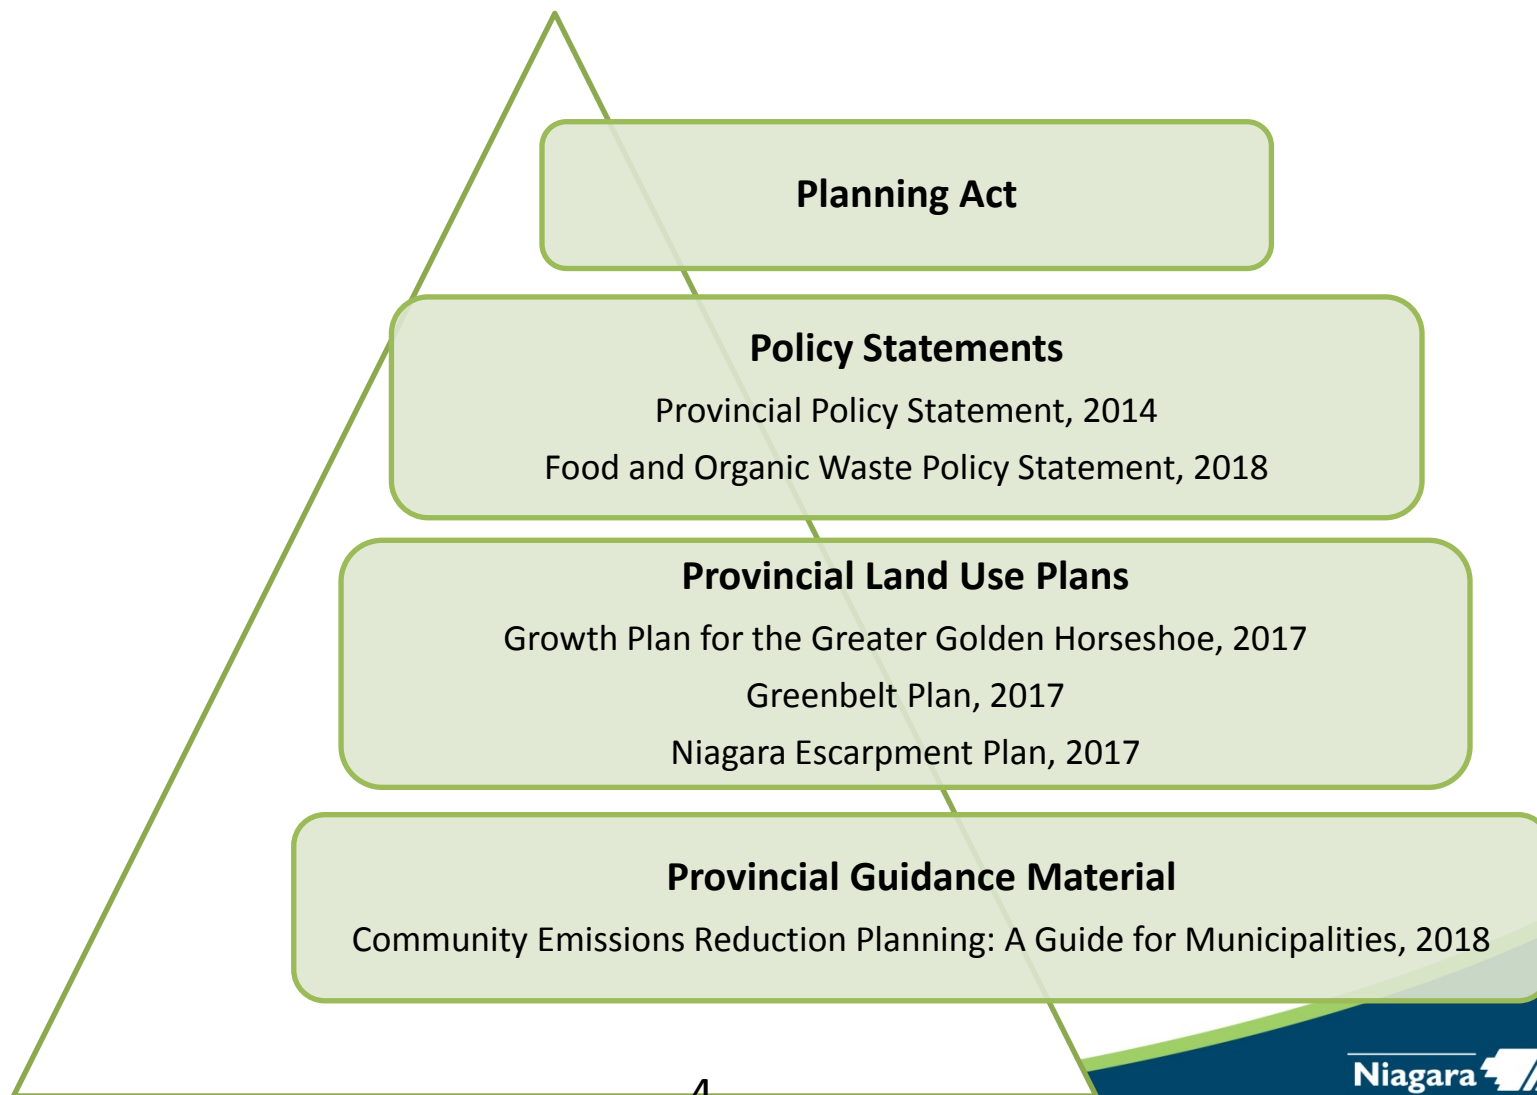 Planning Act
Policy Statements
Provincial Policy Statement, 2014
Food and Organic Waste Policy Statement, 2018
Provincial Land Use Plans
Growth Plan for the Greater Golden Horseshoe, 2017
Greenbelt Plan, 2017
Niagara Escarpment Plan, 2017
Provincial Guidance Material
Community Emissions Reduction Planning: A Guide for Municipalities, 2018
4
Niagara